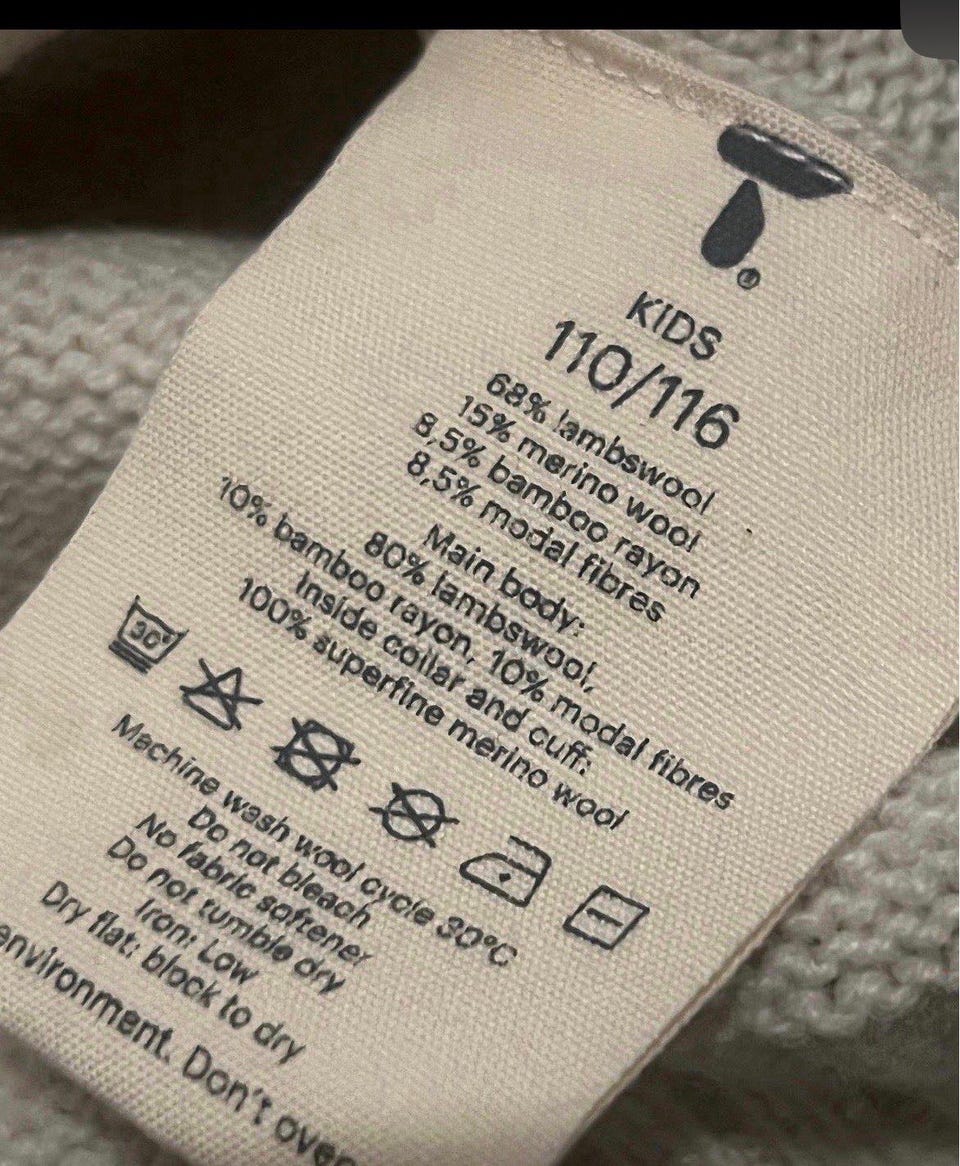 ®
KIDS
110/116
68% lambswool
15% merino wool
8,5% bamboo rayon
8,5% modal fibres
Main body:
80% lambswool,
10% bamboo rayon, 10% modal fibres
Inside collar and cuff:
100% superfine merino wool
30°
Machine wash wool cycle 30°C
Do not bleach
No fabric softener
Do not tumble dry
Iron: Low
Dry flat: block to dry
environment. Don't over